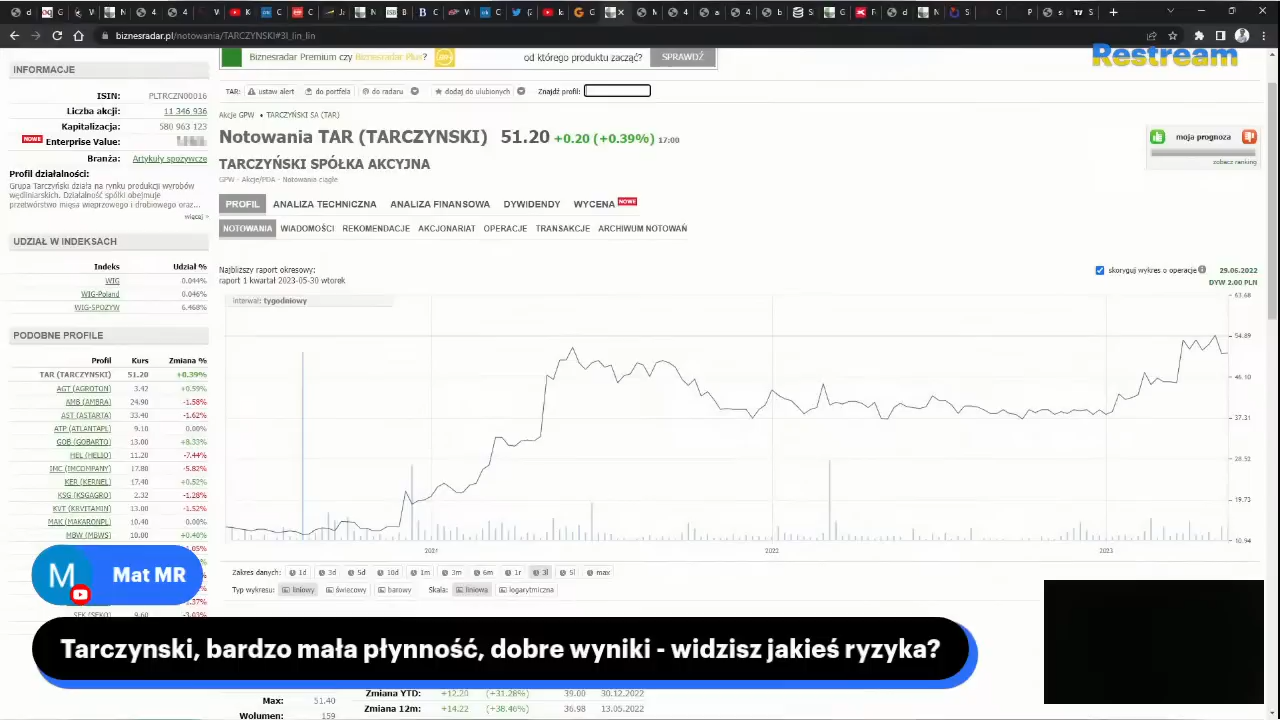 biznesradar.pl/notowania/TARCZYNSKI#3l_lin_lin
Restream
Biznesradar Premium czy Biznesradar Plus?
od którego produktu zacząć?
SPRAWDŹ
INFORMACJE
ISIN: PLTRCZN00016
Liczba akcji: 11 346 936
Kapitalizacja: 580 963 123
NOWE Enterprise Value:
Branża: Artykuły spożywcze
Profil działalności:
Grupa Tarczyński działa na rynku produkcji wyrobów
wędliniarskich. Działalność spółki obejmuje
przetwórstwo mięsa wieprzowego i drobiowego oraz...
więcej >
UDZIAŁ W INDEKSACH
Indeks Udział %
WIG 0.044%
WIG-Poland 0.046%
WIG-SPOZYW 6.468%
PODOBNE PROFILE
Profil Kurs Zmiana %
TAR (TARCZYNSKI) 51.20 +0.39%
AGT (AGROTON) 3.42 +0.59%
AMB (AMBRA) 24.90 -1.58%
AST (ASTARTA) 33.40 -1.62%
ATP (ATLANTAPL) 9.10 0.00%
GOB (GOBARTO) 13.00 +8.33%
HEL (HELIO) 11.20 -7.44%
IMC (IMCOMPANY) 17.80 -5.82%
KER (KERNEL) 17.40 +0.52%
KSG (KSGAGRO) 2.32 -1.28%
KVT (KRVITAMIN) 13.00 -1.52%
MAK (MAKARONPL) 10.40 0.00%
MBW (MBWS) 10.00 +0.40%
TAR: ustaw alert do portfela do radaru dodaj do ulubionych Znajdź profil:
Akcje GPW • TARCZYŃSKI SA (TAR)
Notowania TAR (TARCZYNSKI) 51.20 +0.20 (+0.39%) 17:00
TARCZYŃSKI SPÓŁKA AKCYJNA
GPW - Akcje/PDA - Notowania ciągłe
moja prognoza
zobacz ranking
PROFIL ANALIZA TECHNICZNA ANALIZA FINANSOWA DYWIDENDY WYCENA NOWE
NOTOWANIA WIADOMOŚCI REKOMENDACJE AKCJONARIAT OPERACJE TRANSAKCJE ARCHIWUM NOTOWAŃ
Najbliższy raport okresowy:
raport 1 kwartał 2023-05-30 wtorek
skoryguj wykres o operacje
29.06.2022
DYW 2.00 PLN
Interwał: tygodniowy
63.68
54.89
46.10
37.31
28.52
19.73
10.94
2021 2022 2023
Zakres danych: 1d 3d 5d 10d 1m 3m 6m 1r 3l 5l max
Typ wykresu: liniowy świecowy barowy Skala: liniowa logarytmiczna
M Mat MR
Tarczynski, bardzo mała płynność, dobre wyniki - widzisz jakieś ryzyka?
Max: 51.40
Wolumen: 159
Zmiana YTD: +12.20 (+31.28%) 39.00 30.12.2022
Zmiana 12m: +14.22 (+38.46%) 36.98 13.05.2022